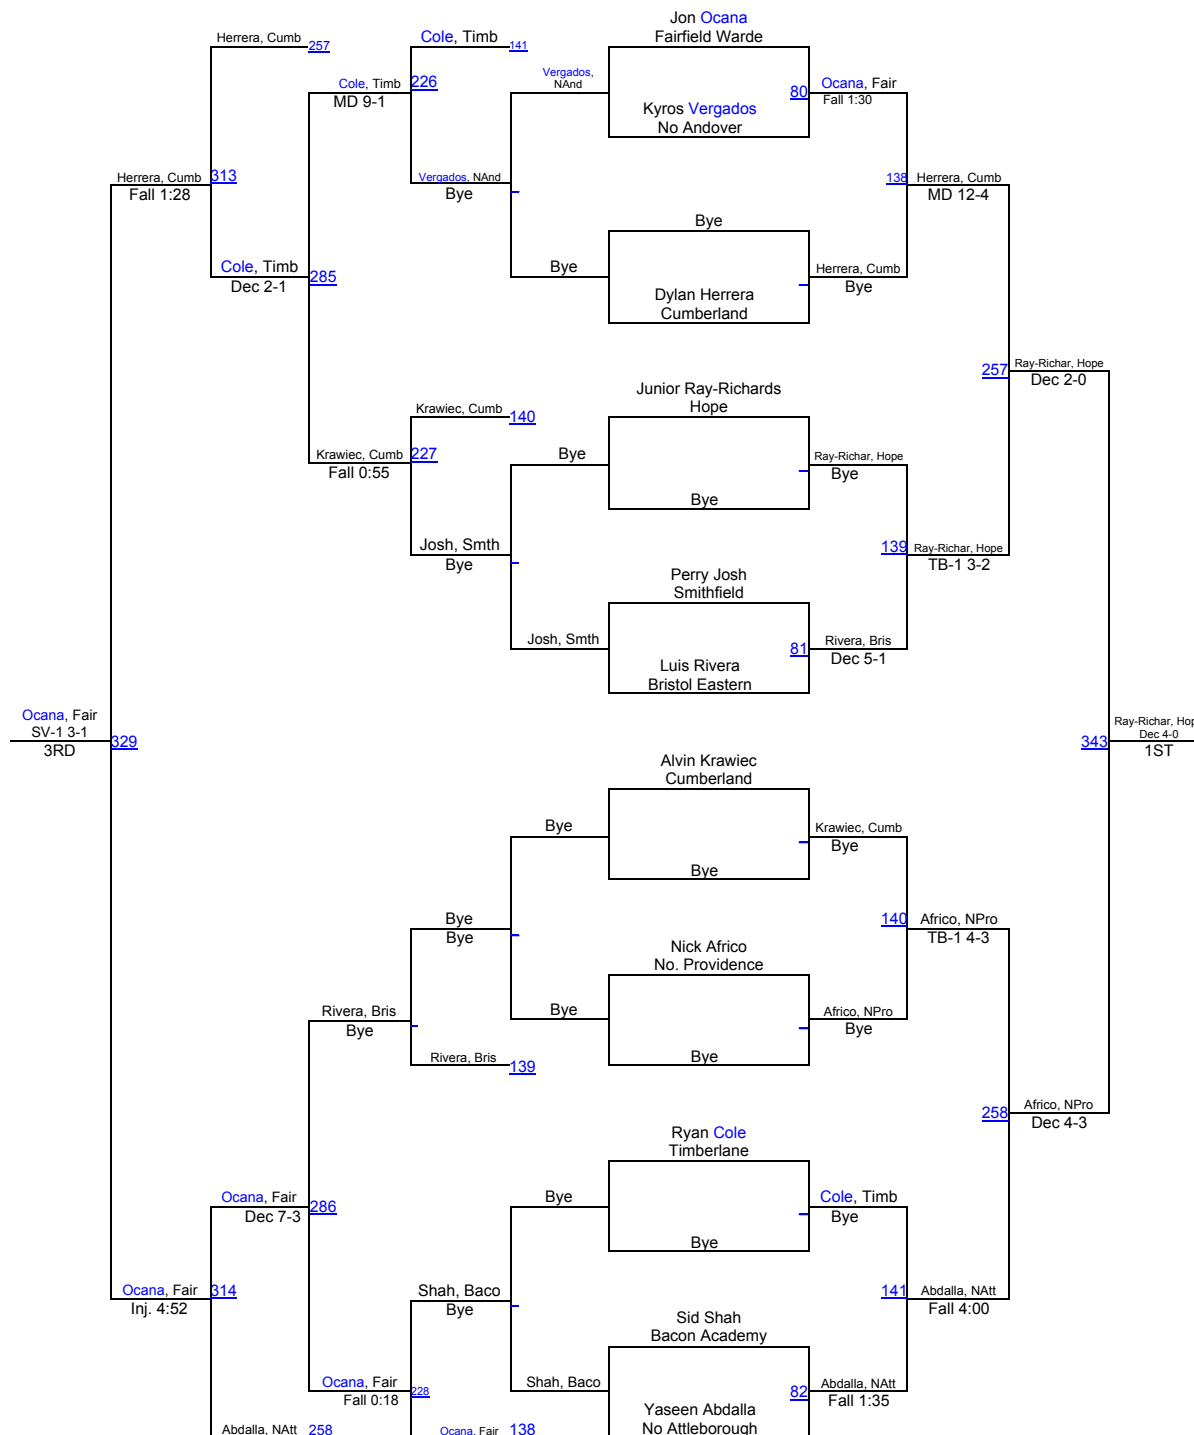 Jon Ocana
Fairfield Warde
Herrera, Cumb
257
Cole, Timb
141
Vergados,
NAnd
Cole, Timb
226
MD 9-1
80
Ocana, Fair
Fall 1:30
Kyros Vergados
No Andover
Herrera, Cumb
313
Fall 1:28
Vergados, NAnd
Bye
138
Herrera, Cumb
MD 12-4
Bye
Cole, Timb
285
Dec 2-1
Bye
Herrera, Cumb
Bye
Dylan Herrera
Cumberland
257
Ray-Richar, Hope
Dec 2-0
Junior Ray-Richards
Hope
Krawiec, Cumb
140
Krawiec, Cumb
227
Fall 0:55
Bye
Ray-Richar, Hope
Bye
Bye
Josh, Smth
Bye
139
Ray-Richar, Hope
TB-1 3-2
Perry Josh
Smithfield
Josh, Smth
81
Rivera, Bris
Dec 5-1
Luis Rivera
Bristol Eastern
Ocana, Fair
SV-1 3-1
3RD
329
343
Ray-Richar, Hop
Dec 4-0
1ST
Alvin Krawiec
Cumberland
Bye
Krawiec, Cumb
Bye
Bye
Bye
Bye
140
Africo, NPro
TB-1 4-3
Nick Africo
No. Providence
Rivera, Bris
Bye
Bye
Africo, NPro
Bye
Bye
Rivera, Bris
139
258
Africo, NPro
Dec 4-3
Ryan Cole
Timberlane
Ocana, Fair
286
Dec 7-3
Bye
Cole, Timb
Bye
Bye
Ocana, Fair
314
Inj. 4:52
Shah, Baco
Bye
141
Abdalla, NAtt
Fall 4:00
Sid Shah
Bacon Academy
Ocana, Fair
228
Fall 0:18
Shah, Baco
82
Abdalla, NAtt
Fall 1:35
Yaseen Abdalla
No Attleborough
Abdalla, NAtt
258
Ocana, Fair
138